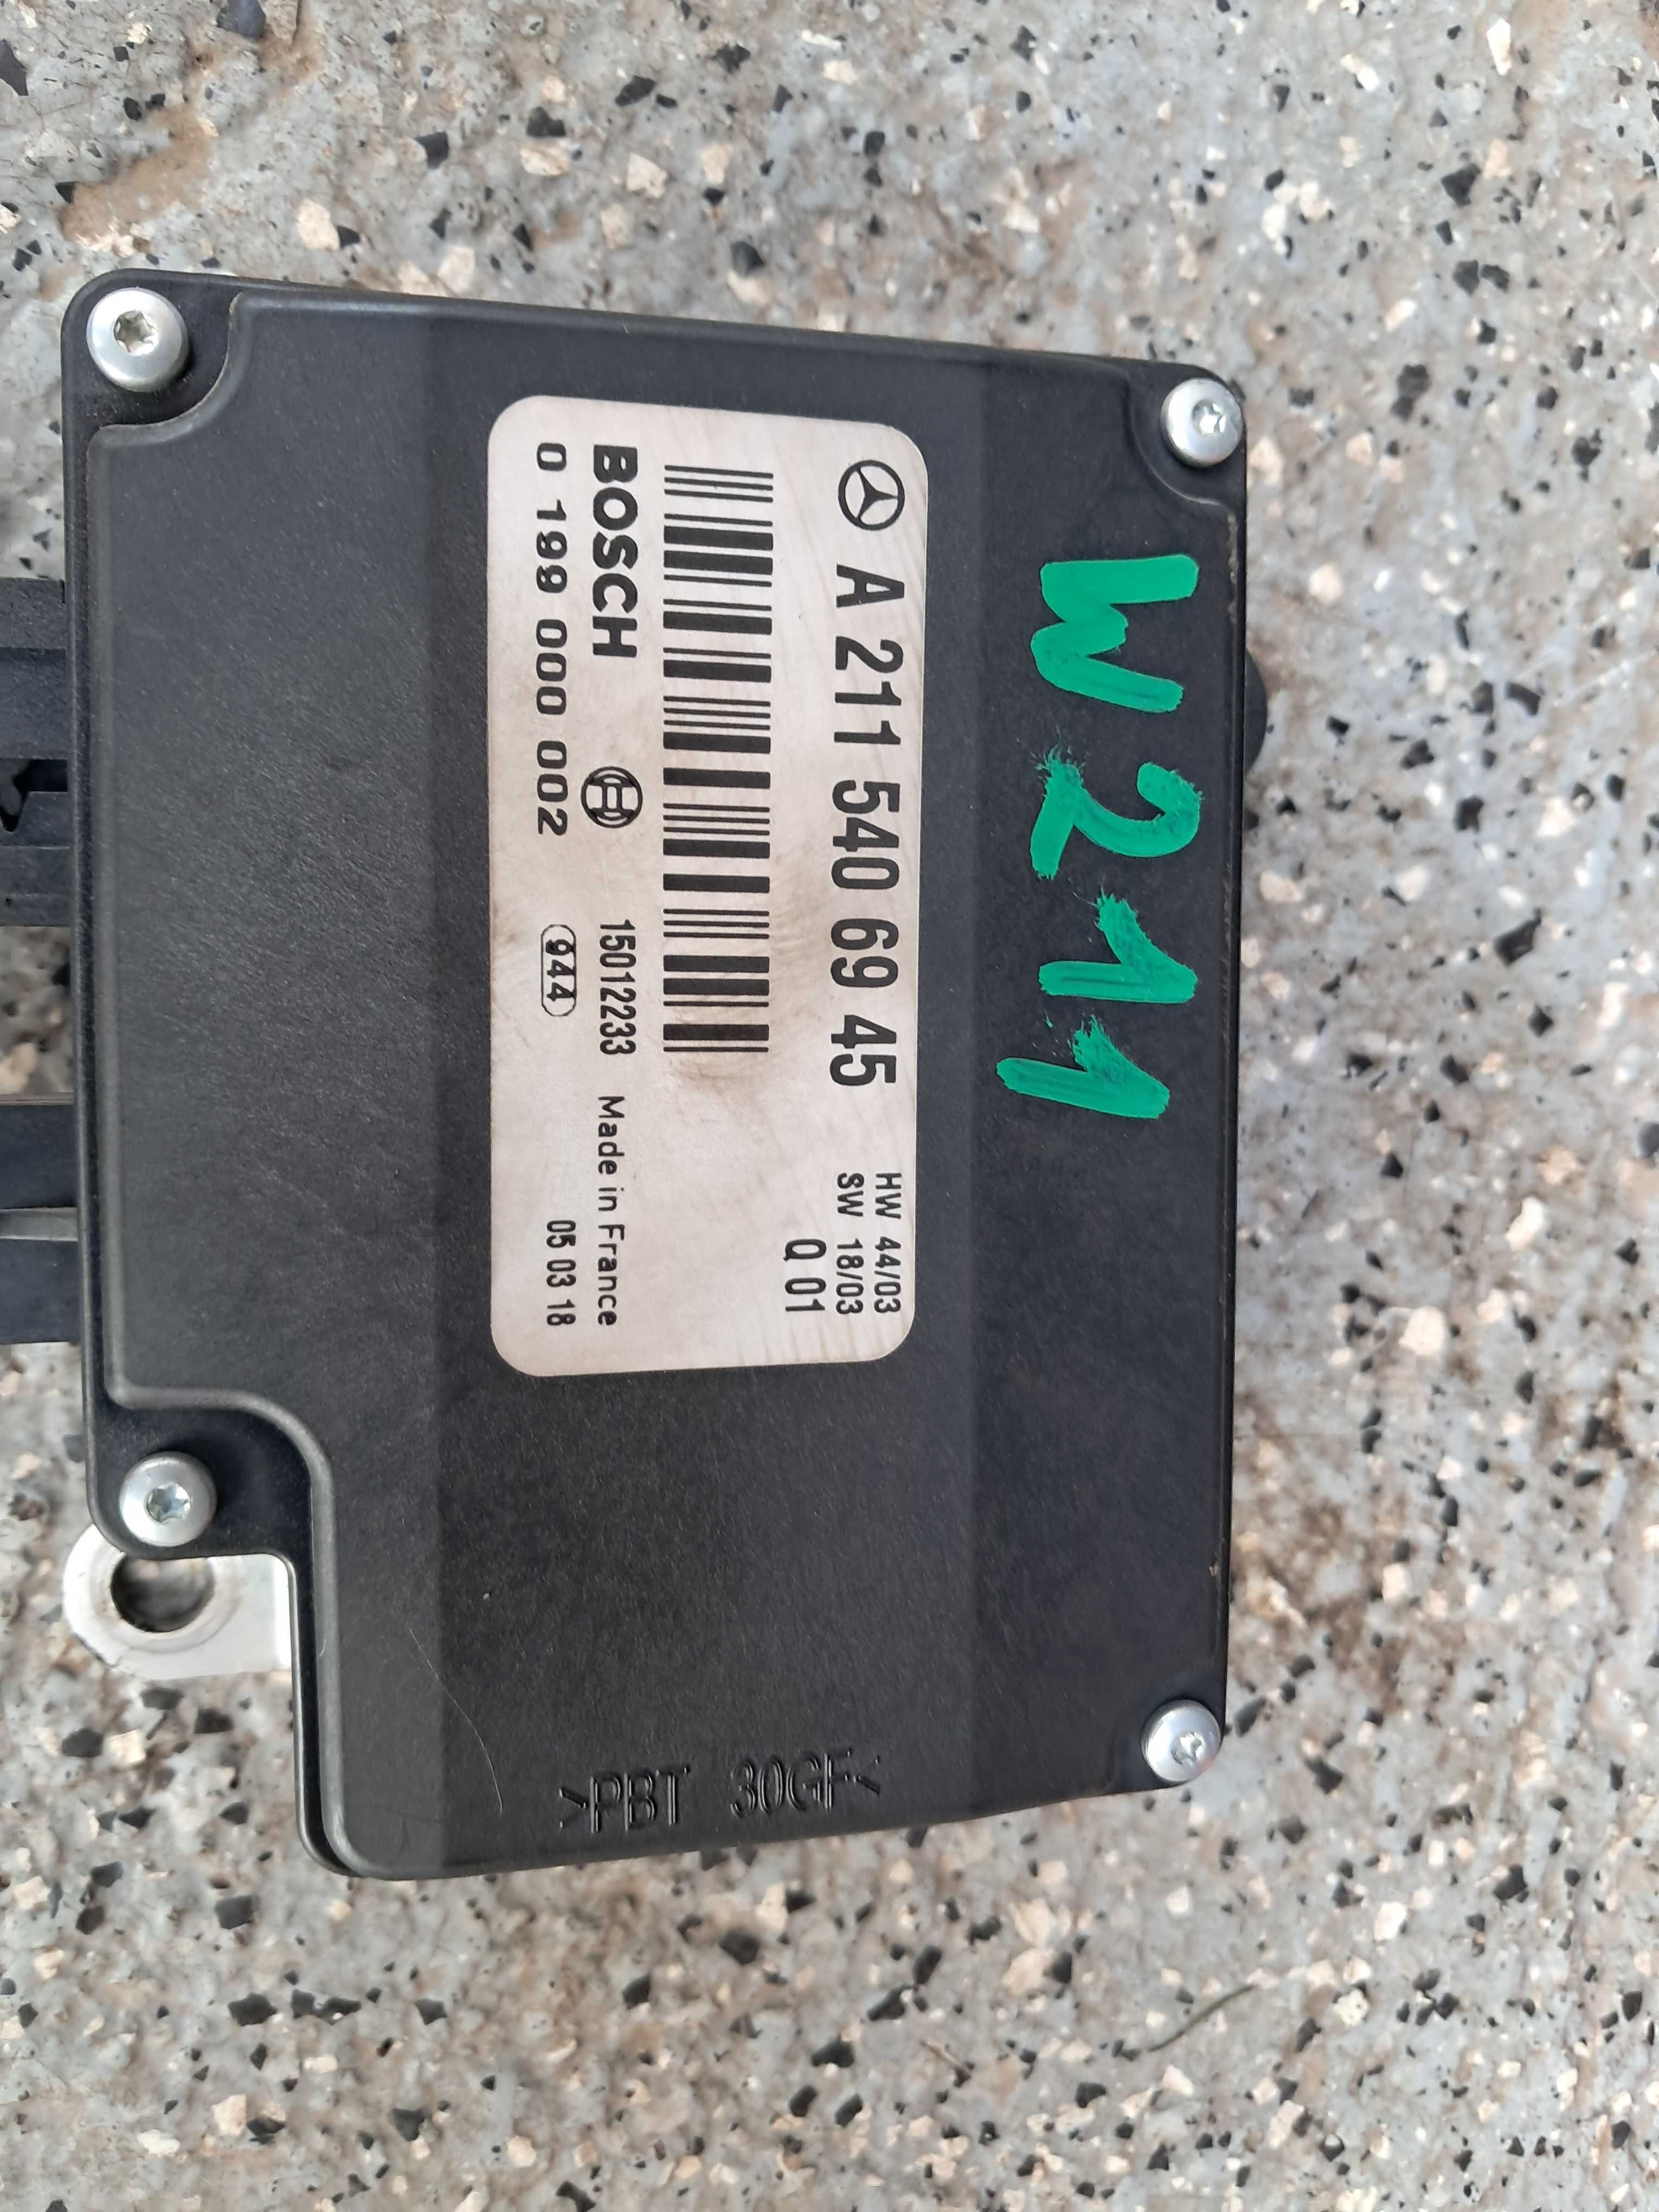 W211
A 211 540 69 45
HW 44/03
SW 18/03
Q 01
BOSCH 15012233 Made in France
0 199 000 002 944 05 03 18
>PBT 30GF<